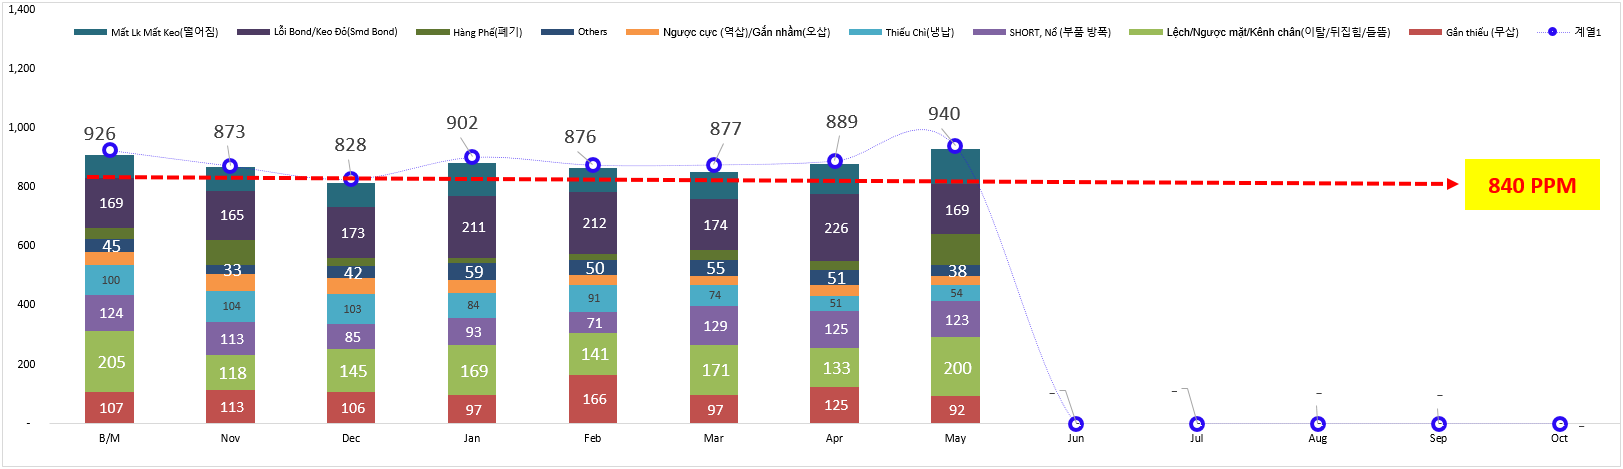 1,400
Mất Lk Mất Keo(떨어짐) Lỗi Bond/Keo Đỏ(Smd Bond) Hàng Phế(폐기) Others Ngược cực (역삽)/Gắn nhầm(오삽) Thiếu Chì(냉납) SHORT, Nổ (부품 방폭) Lệch/Ngược mặt/Kênh chân(이탈/뒤집힘/들뜸) Gắn thiếu (무삽) 계열1
1,200
1,000
926 873 828 902 876 877 889 940
800
840 PPM
169 165 173 211 212 174 226 169
600
45 33 42 59 50 55 51 38
100 104 103 84 91 74 51 54
400
124 113 85 93 71 129 125 123
200
205 118 145 169 141 171 133 200
107 113 106 97 166 97 125 92
- - - - -
-
B/M Nov Dec Jan Feb Mar Apr May Jun Jul Aug Sep Oct